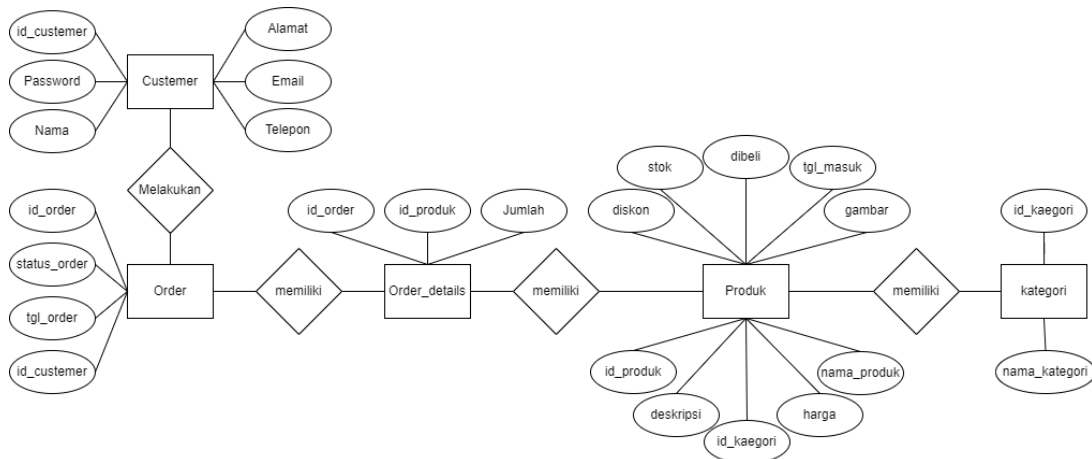 id_custemer
Alamat
Password
Custemer
Email
Nama
Telepon
Melakukan
id_order
status_order
Order
tgl_order
id_custemer
memiliki
id_order
id_produk
Jumlah
Order_details
memiliki
diskon
stok
dibeli
tgl_masuk
gambar
Produk
id_produk
deskripsi
id_kaegori
harga
nama_produk
memiliki
id_kaegori
kategori
nama_kategori